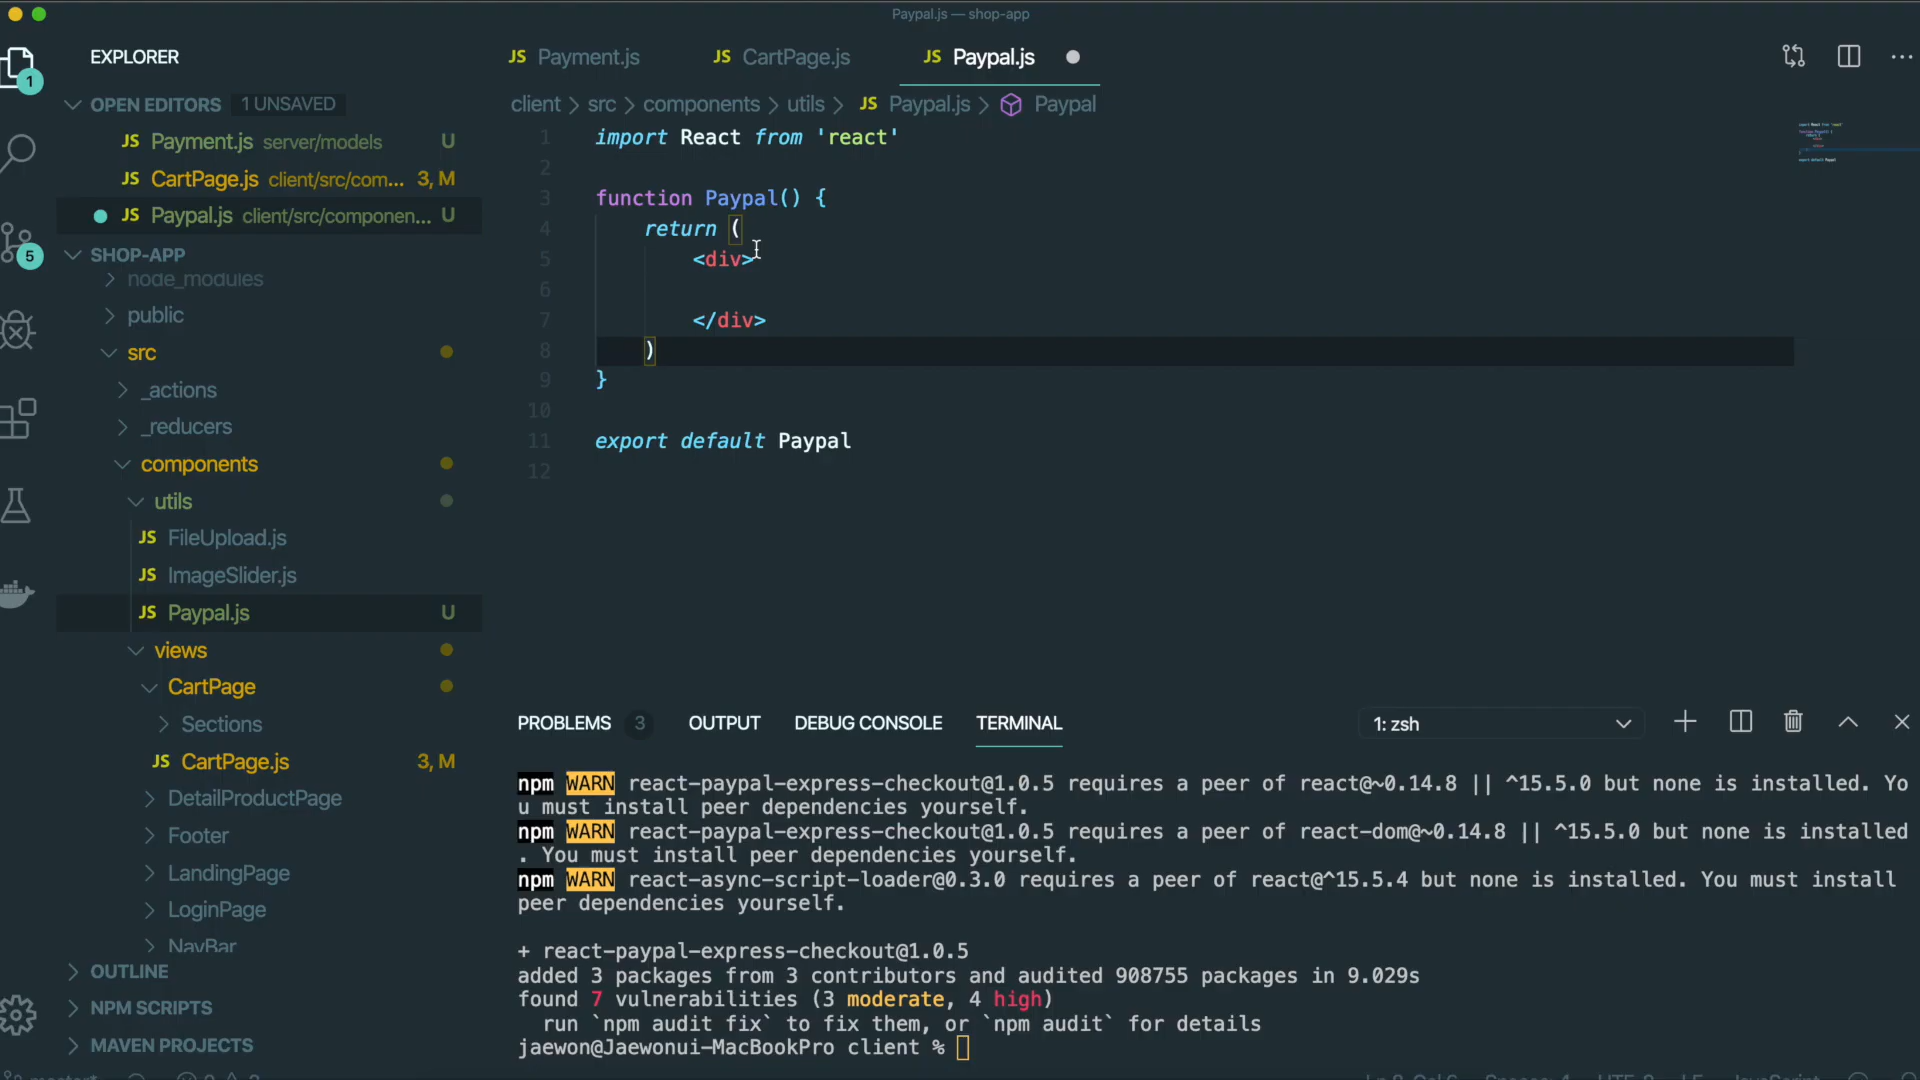 Paypal.js — shop-app
EXPLORER
JS Payment.js
JS CartPage.js
JS Paypal.js
1
OPEN EDITORS 1 UNSAVED
client > src > components > utils > JS Paypal.js > Paypal
JS Payment.js server/models U
JS CartPage.js client/src/com... 3, M
JS Paypal.js client/src/componen... U
5
SHOP-APP
node_modules
public
src
_actions
_reducers
components
utils
JS FileUpload.js
JS ImageSlider.js
JS Paypal.js U
views
CartPage
Sections
JS CartPage.js 3, M
DetailProductPage
Footer
LandingPage
LoginPage
NavBar
OUTLINE
NPM SCRIPTS
MAVEN PROJECTS
1 import React from 'react'
2
3 function Paypal() {
4 return (
5 <div>
6
7 </div>
8 )
9 }
10
11 export default Paypal
12
PROBLEMS 3 OUTPUT DEBUG CONSOLE TERMINAL 1: zsh
npm WARN react-paypal-express-checkout@1.0.5 requires a peer of react@~0.14.8 || ^15.5.0 but none is installed. Yo
u must install peer dependencies yourself.
npm WARN react-paypal-express-checkout@1.0.5 requires a peer of react-dom@~0.14.8 || ^15.5.0 but none is installed
. You must install peer dependencies yourself.
npm WARN react-async-script-loader@0.3.0 requires a peer of react@^15.5.4 but none is installed. You must install
peer dependencies yourself.
+ react-paypal-express-checkout@1.0.5
added 3 packages from 3 contributors and audited 908755 packages in 9.029s
found 7 vulnerabilities (3 moderate, 4 high)
run `npm audit fix` to fix them, or `npm audit` for details
jaewon@Jaewonui-MacBookPro client %